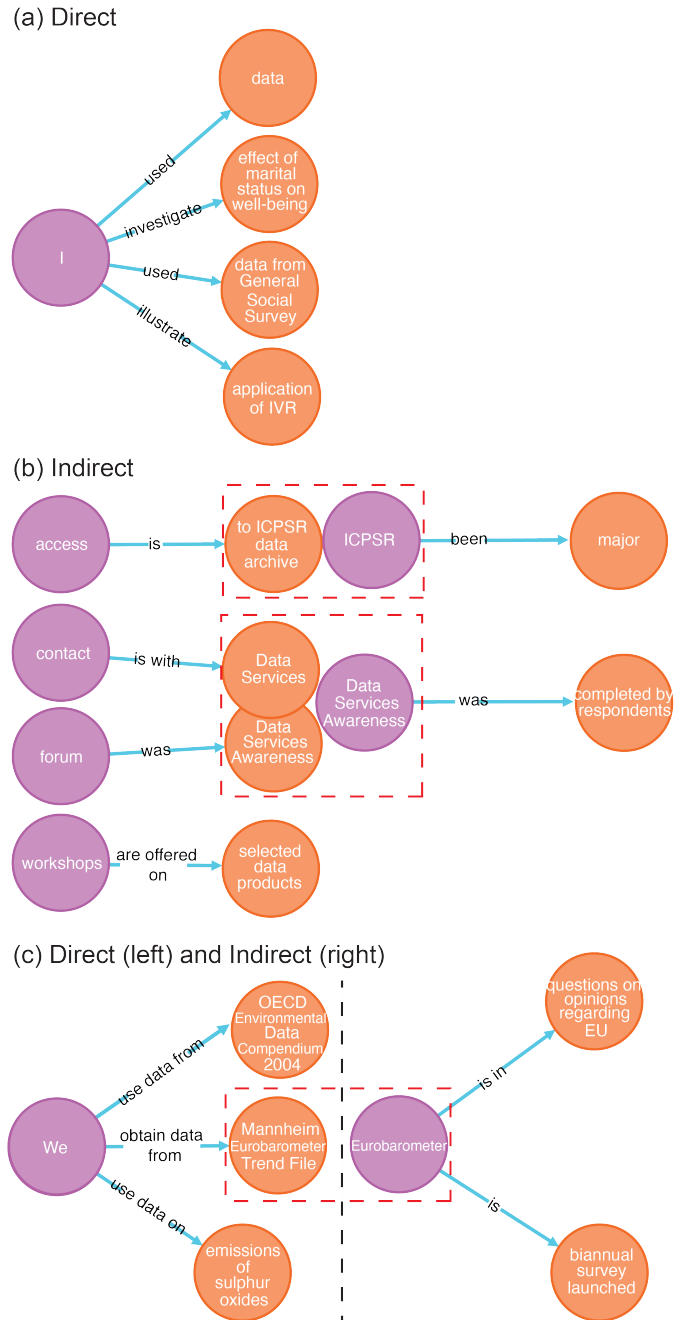 (a) Direct
data
used
effect of
marital
status on
well-being
investigate
I
used
data from
General
Social
Survey
illustrate
application
of IVR
(b) Indirect
access
is
to ICPSR
data
archive
ICPSR
been
major
contact
is with
Data
Services
Data
Services
Awareness
was
completed by
respondents
forum
was
Data
Services
Awareness
workshops
are offered
on
selected
data
products
(c) Direct (left) and Indirect (right)
OECD
Environmental
Data
Compendium
2004
use data from
We
obtain data
from
Mannheim
Eurobarometer
Trend File
use data on
emissions
of
sulphur
oxides
questions on
opinions
regarding
EU
is in
Eurobarometer
is
biannual
survey
launched